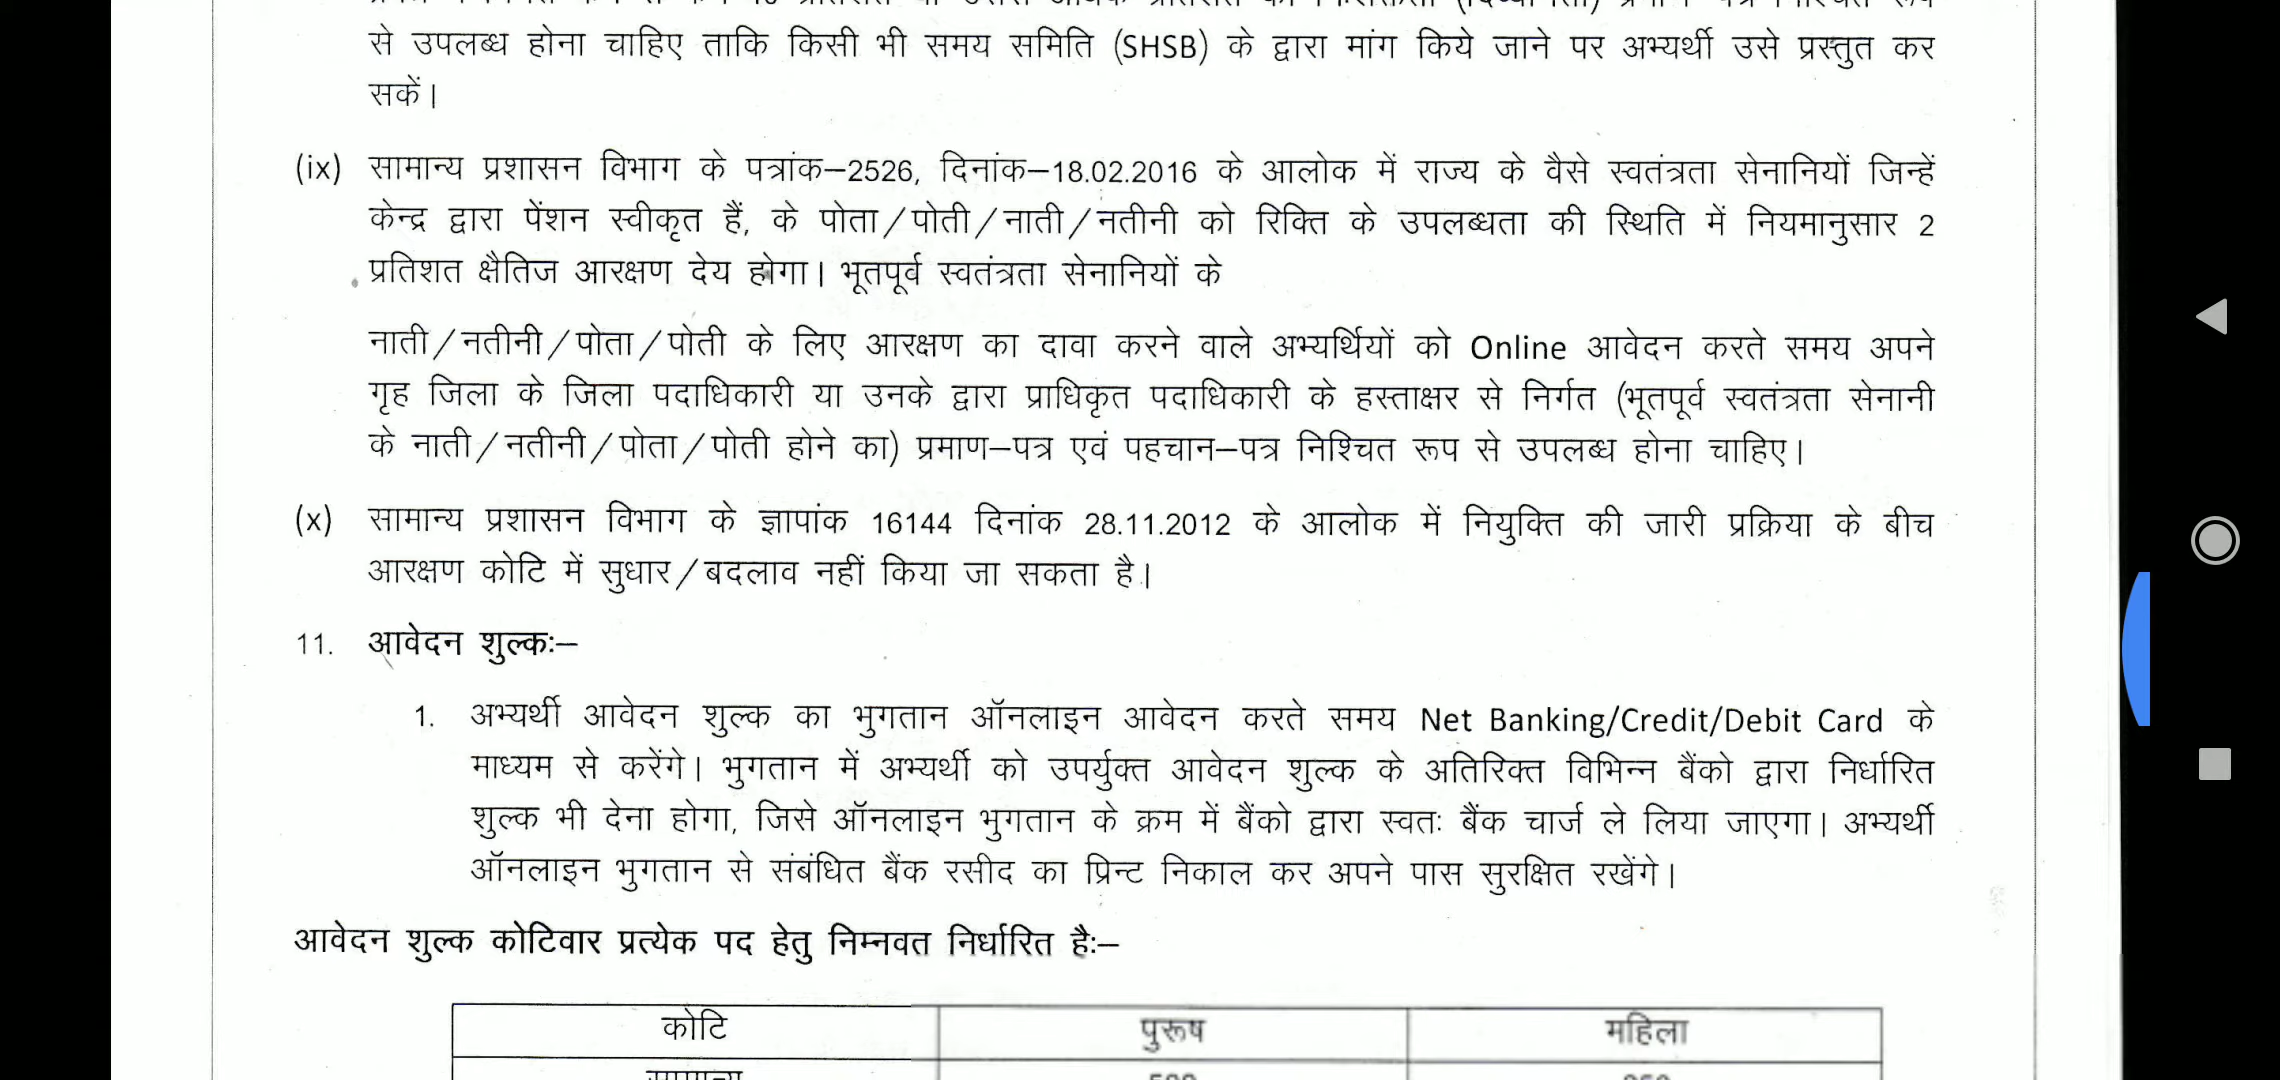 से उपलब्ध होना चाहिए ताकि किसी भी समय समिति (SHSB) के द्वारा मांग किये जाने पर अभ्यर्थी उसे प्रस्तुत कर
सकें।
(ix) सामान्य प्रशासन विभाग के पत्रांक–2526, दिनांक–18.02.2016 के आलोक में राज्य के वैसे स्वतंत्रता सेनानियों जिन्हें
केन्द्र द्वारा पेंशन स्वीकृत हैं, के पोता/पोती/नाती/नतीनी को रिक्ति के उपलब्धता की स्थिति में नियमानुसार 2
प्रतिशत क्षैतिज आरक्षण देय होगा। भूतपूर्व स्वतंत्रता सेनानियों के
नाती/नतीनी/पोता/पोती के लिए आरक्षण का दावा करने वाले अभ्यर्थियों को Online आवेदन करते समय अपने
गृह जिला के जिला पदाधिकारी या उनके द्वारा प्राधिकृत पदाधिकारी के हस्ताक्षर से निर्गत (भूतपूर्व स्वतंत्रता सेनानी
के नाती/नतीनी/पोता/पोती होने का) प्रमाण–पत्र एवं पहचान–पत्र निश्चित रूप से उपलब्ध होना चाहिए।
(x) सामान्य प्रशासन विभाग के ज्ञापांक 16144 दिनांक 28.11.2012 के आलोक में नियुक्ति की जारी प्रक्रिया के बीच
आरक्षण कोटि में सुधार/बदलाव नहीं किया जा सकता है।
11. आवेदन शुल्कः–
1. अभ्यर्थी आवेदन शुल्क का भुगतान ऑनलाइन आवेदन करते समय Net Banking/Credit/Debit Card के
माध्यम से करेंगे। भुगतान में अभ्यर्थी को उपर्युक्त आवेदन शुल्क के अतिरिक्त विभिन्न बैंको द्वारा निर्धारित
शुल्क भी देना होगा, जिसे ऑनलाइन भुगतान के क्रम में बैंको द्वारा स्वतः बैंक चार्ज ले लिया जाएगा। अभ्यर्थी
ऑनलाइन भुगतान से संबंधित बैंक रसीद का प्रिन्ट निकाल कर अपने पास सुरक्षित रखेंगे।
आवेदन शुल्क कोटिवार प्रत्येक पद हेतु निम्नवत निर्धारित हैः–
कोटि पुरूष महिला